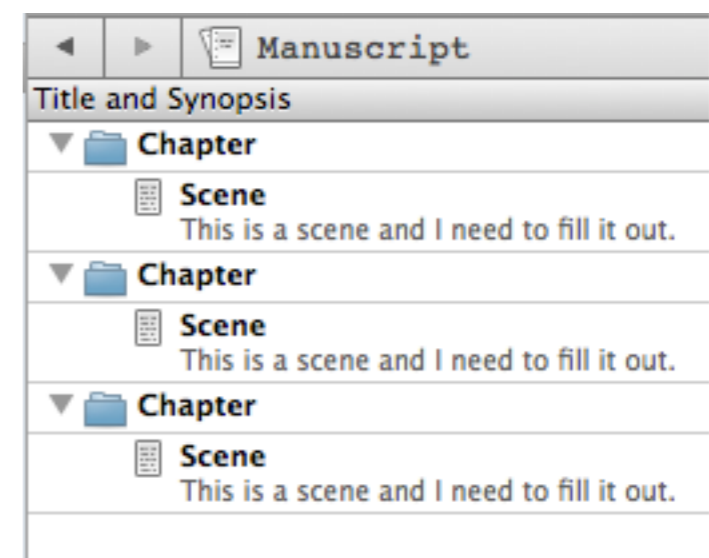 Manuscript
Title and Synopsis
Chapter
Scene
This is a scene and I need to fill it out.
Chapter
Scene
This is a scene and I need to fill it out.
Chapter
Scene
This is a scene and I need to fill it out.